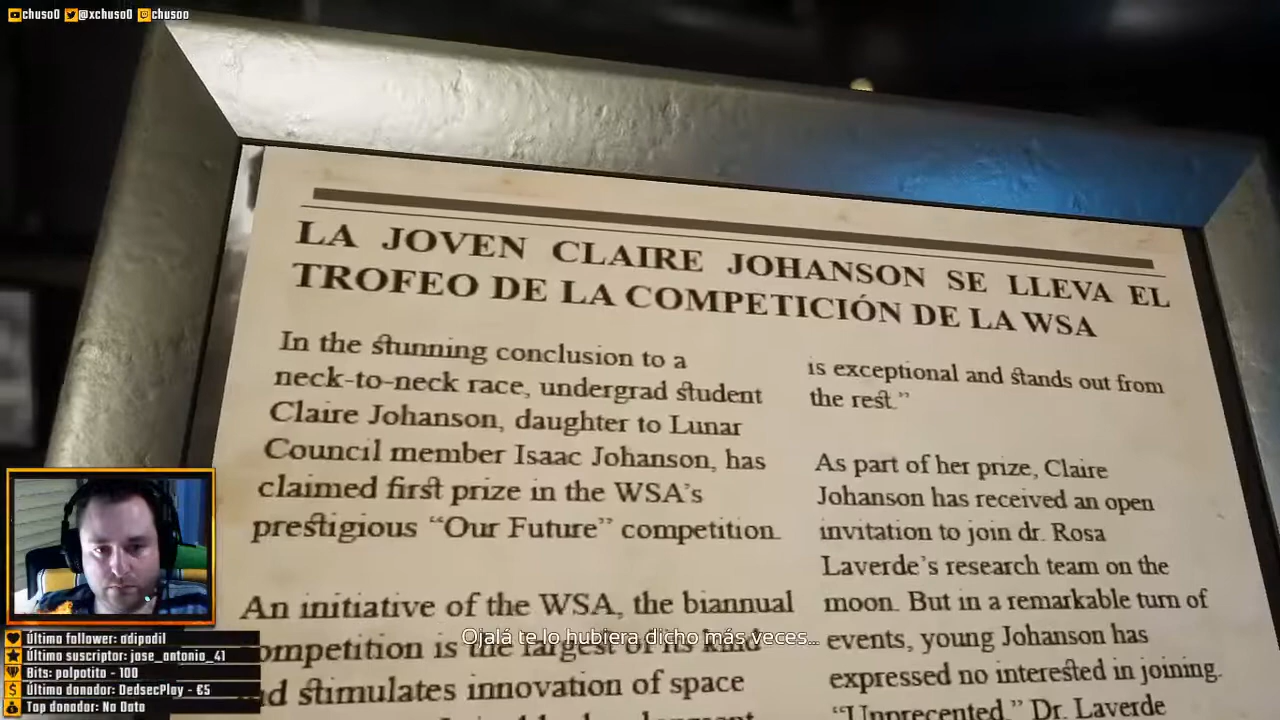 chuso0 @xchuso0 chusoo
LA JOVEN CLAIRE JOHANSON SE LLEVA EL
TROFEO DE LA COMPETICIÓN DE LA WSA
In the stunning conclusion to a
neck-to-neck race, undergrad student
Claire Johanson, daughter to Lunar
Council member Isaac Johanson, has
claimed first prize in the WSA's
prestigious “Our Future” competition.
An initiative of the WSA, the biannual
ompetition is the largest of its kind
stimulates innovation of space
is exceptional and stands out from
the rest.”
As part of her prize, Claire
Johanson has received an open
invitation to join dr. Rosa
Laverde's research team on the
moon. But in a remarkable turn of
events, young Johanson has
expressed no interested in joining.
“Unprecented,” Dr. Laverde
Ojalá te lo hubiera dicho más veces...
Último follower: adipadil
Último suscriptor: jose_antonio_41
Bits: polpotito - 100
Último donador: DedsecPlay - €5
Top donador: No Data